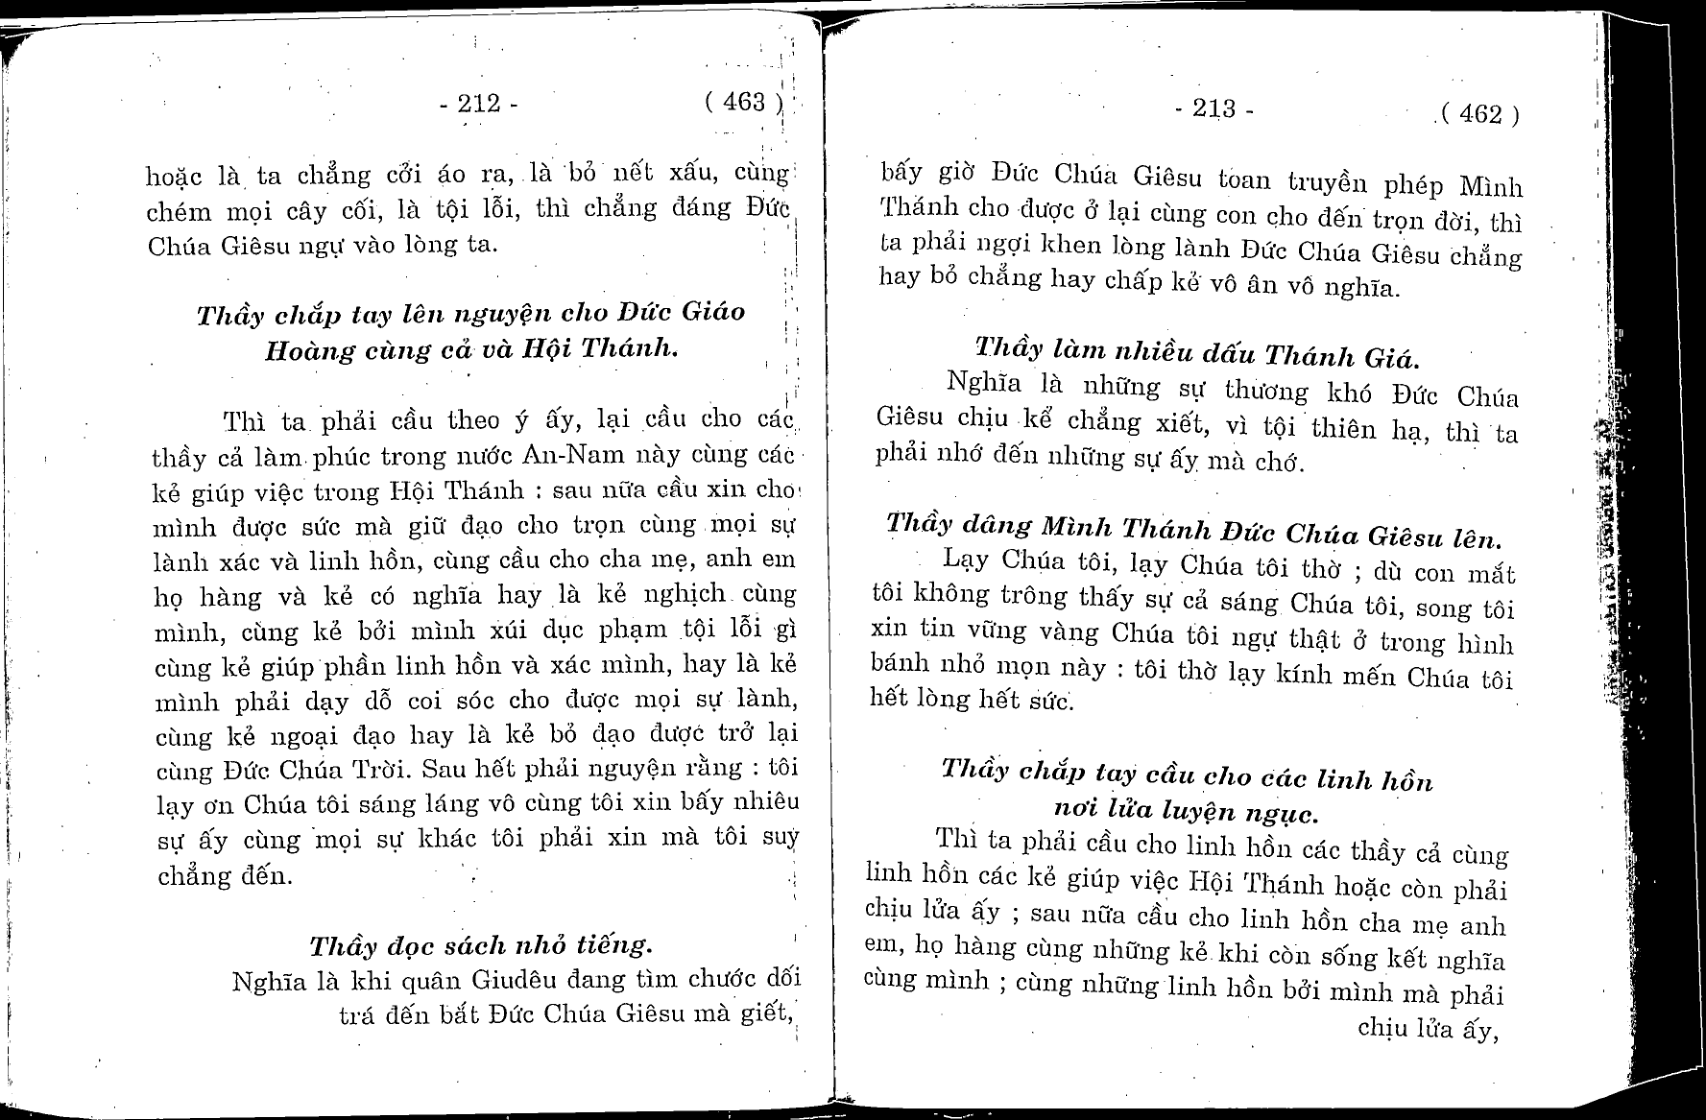 - 212 - ( 463 )
hoặc là ta chẳng cởi áo ra, là bỏ nết xấu, cùng
chém mọi cây cối, là tội lỗi, thì chẳng đáng Đức
Chúa Giêsu ngự vào lòng ta.
Thầy chắp tay lên nguyện cho Đức Giáo
Hoàng cùng cả và Hội Thánh.
Thì ta phải cầu theo ý ấy, lại cầu cho các
thầy cả làm phúc trong nước An-Nam này cùng các
kẻ giúp việc trong Hội Thánh : sau nữa cầu xin cho
mình được sức mà giữ đạo cho trọn cùng mọi sự
lành xác và linh hồn, cùng cầu cho cha mẹ, anh em
họ hàng và kẻ có nghĩa hay là kẻ nghịch cùng
mình, cùng kẻ bởi mình xúi dục phạm tội lỗi gì
cùng kẻ giúp phần linh hồn và xác mình, hay là kẻ
mình phải dạy dỗ coi sóc cho được mọi sự lành,
cùng kẻ ngoại đạo hay là kẻ bỏ đạo được trở lại
cùng Đức Chúa Trời. Sau hết phải nguyện rằng : tôi
lạy ơn Chúa tôi sáng láng vô cùng tôi xin bấy nhiêu
sự ấy cùng mọi sự khác tôi phải xin mà tôi suy
chẳng đến.
Thầy đọc sách nhỏ tiếng.
Nghĩa là khi quân Giudêu đang tìm chước dối
trá đến bắt Đức Chúa Giêsu mà giết,
- 213 - ( 462 )
bấy giờ Đức Chúa Giêsu toan truyền phép Mình
Thánh cho được ở lại cùng con cho đến trọn đời, thì
ta phải ngợi khen lòng lành Đức Chúa Giêsu chẳng
hay bỏ chẳng hay chấp kẻ vô ân vô nghĩa.
Thầy làm nhiều dấu Thánh Giá.
Nghĩa là những sự thương khó Đức Chúa
Giêsu chịu kể chẳng xiết, vì tội thiên hạ, thì ta
phải nhớ đến những sự ấy mà chớ.
Thầy dâng Mình Thánh Đức Chúa Giêsu lên.
Lạy Chúa tôi, lạy Chúa tôi thờ ; dù con mắt
tôi không trông thấy sự cả sáng Chúa tôi, song tôi
xin tin vững vàng Chúa tôi ngự thật ở trong hình
bánh nhỏ mọn này : tôi thờ lạy kính mến Chúa tôi
hết lòng hết sức.
Thầy chắp tay cầu cho các linh hồn
nơi lửa luyện ngục.
Thì ta phải cầu cho linh hồn các thầy cả cùng
linh hồn các kẻ giúp việc Hội Thánh hoặc còn phải
chịu lửa ấy ; sau nữa cầu cho linh hồn cha mẹ anh
em, họ hàng cùng những kẻ khi còn sống kết nghĩa
cùng mình ; cùng những linh hồn bởi mình mà phải
chịu lửa ấy,